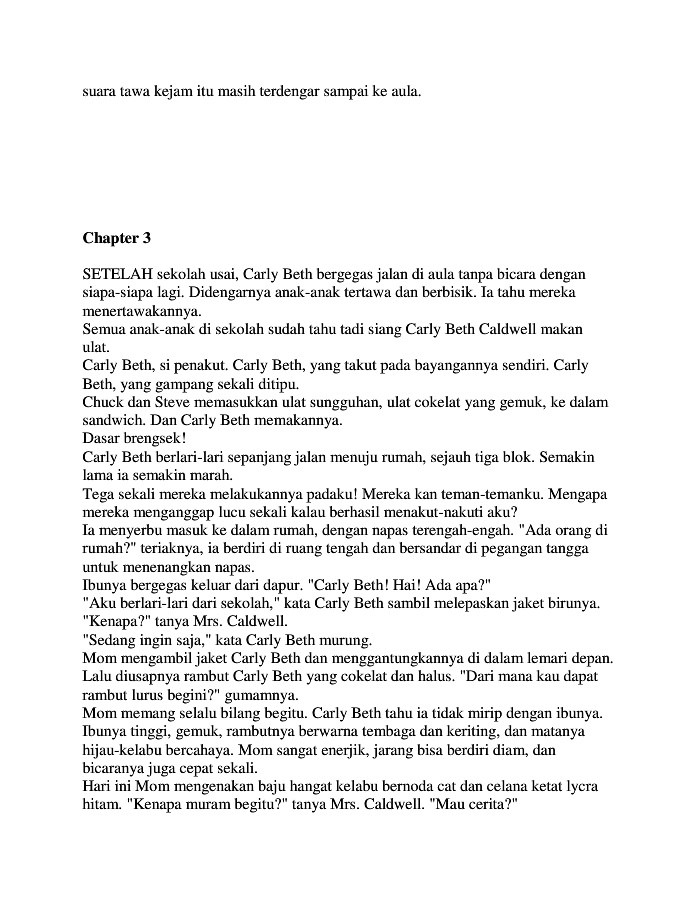 suara tawa kejam itu masih terdengar sampai ke aula.
Chapter 3
SETELAH sekolah usai, Carly Beth bergegas jalan di aula tanpa bicara dengan
siapa-siapa lagi. Didengarnya anak-anak tertawa dan berbisik. Ia tahu mereka
menertawakannya.
Semua anak-anak di sekolah sudah tahu tadi siang Carly Beth Caldwell makan
ulat.
Carly Beth, si penakut. Carly Beth, yang takut pada bayangannya sendiri. Carly
Beth, yang gampang sekali ditipu.
Chuck dan Steve memasukkan ulat sungguhan, ulat cokelat yang gemuk, ke dalam
sandwich. Dan Carly Beth memakannya.
Dasar brengsek!
Carly Beth berlari-lari sepanjang jalan menuju rumah, sejauh tiga blok. Semakin
lama ia semakin marah.
Tega sekali mereka melakukannya padaku! Mereka kan teman-temanku. Mengapa
mereka menganggap lucu sekali kalau berhasil menakut-nakuti aku?
Ia menyerbu masuk ke dalam rumah, dengan napas terengah-engah. "Ada orang di
rumah?" teriaknya, ia berdiri di ruang tengah dan bersandar di pegangan tangga
untuk menenangkan napas.
Ibunya bergegas keluar dari dapur. "Carly Beth! Hai! Ada apa?"
"Aku berlari-lari dari sekolah," kata Carly Beth sambil melepaskan jaket birunya.
"Kenapa?" tanya Mrs. Caldwell.
"Sedang ingin saja," kata Carly Beth murung.
Mom mengambil jaket Carly Beth dan menggantungkannya di dalam lemari depan.
Lalu diusapnya rambut Carly Beth yang cokelat dan halus. "Dari mana kau dapat
rambut lurus begini?" gumamnya.
Mom memang selalu bilang begitu. Carly Beth tahu ia tidak mirip dengan ibunya.
Ibunya tinggi, gemuk, rambutnya berwarna tembaga dan keriting, dan matanya
hijau-kelabu bercahaya. Mom sangat enerjik, jarang bisa berdiri diam, dan
bicaranya juga cepat sekali.
Hari ini Mom mengenakan baju hangat kelabu bernoda cat dan celana ketat lycra
hitam. "Kenapa muram begitu?" tanya Mrs. Caldwell. "Mau cerita?"